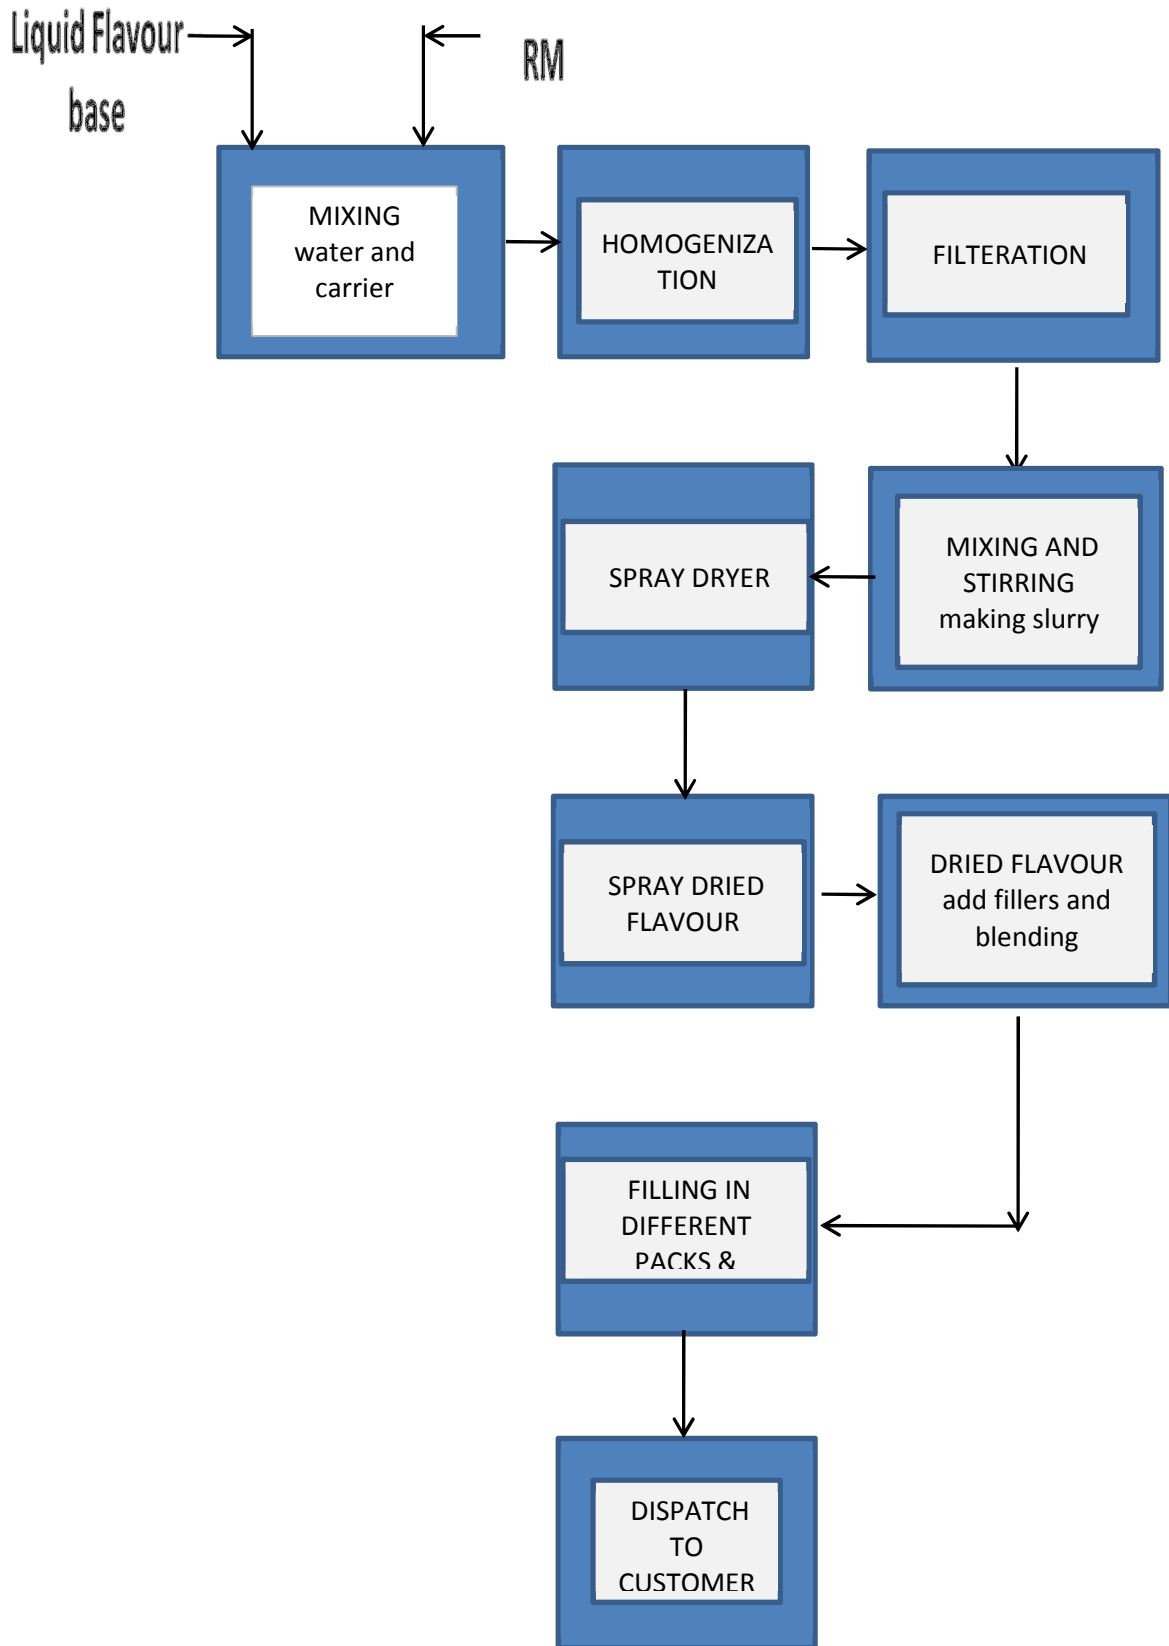 Liquid Flavour
base
RM
MIXING
water and
carrier
HOMOGENIZA
TION
FILTERATION
SPRAY DRYER
MIXING AND
STIRRING
making slurry
SPRAY DRIED
FLAVOUR
DRIED FLAVOUR
add fillers and
blending
FILLING IN
DIFFERENT
PACKS &
DISPATCH
TO
CUSTOMER